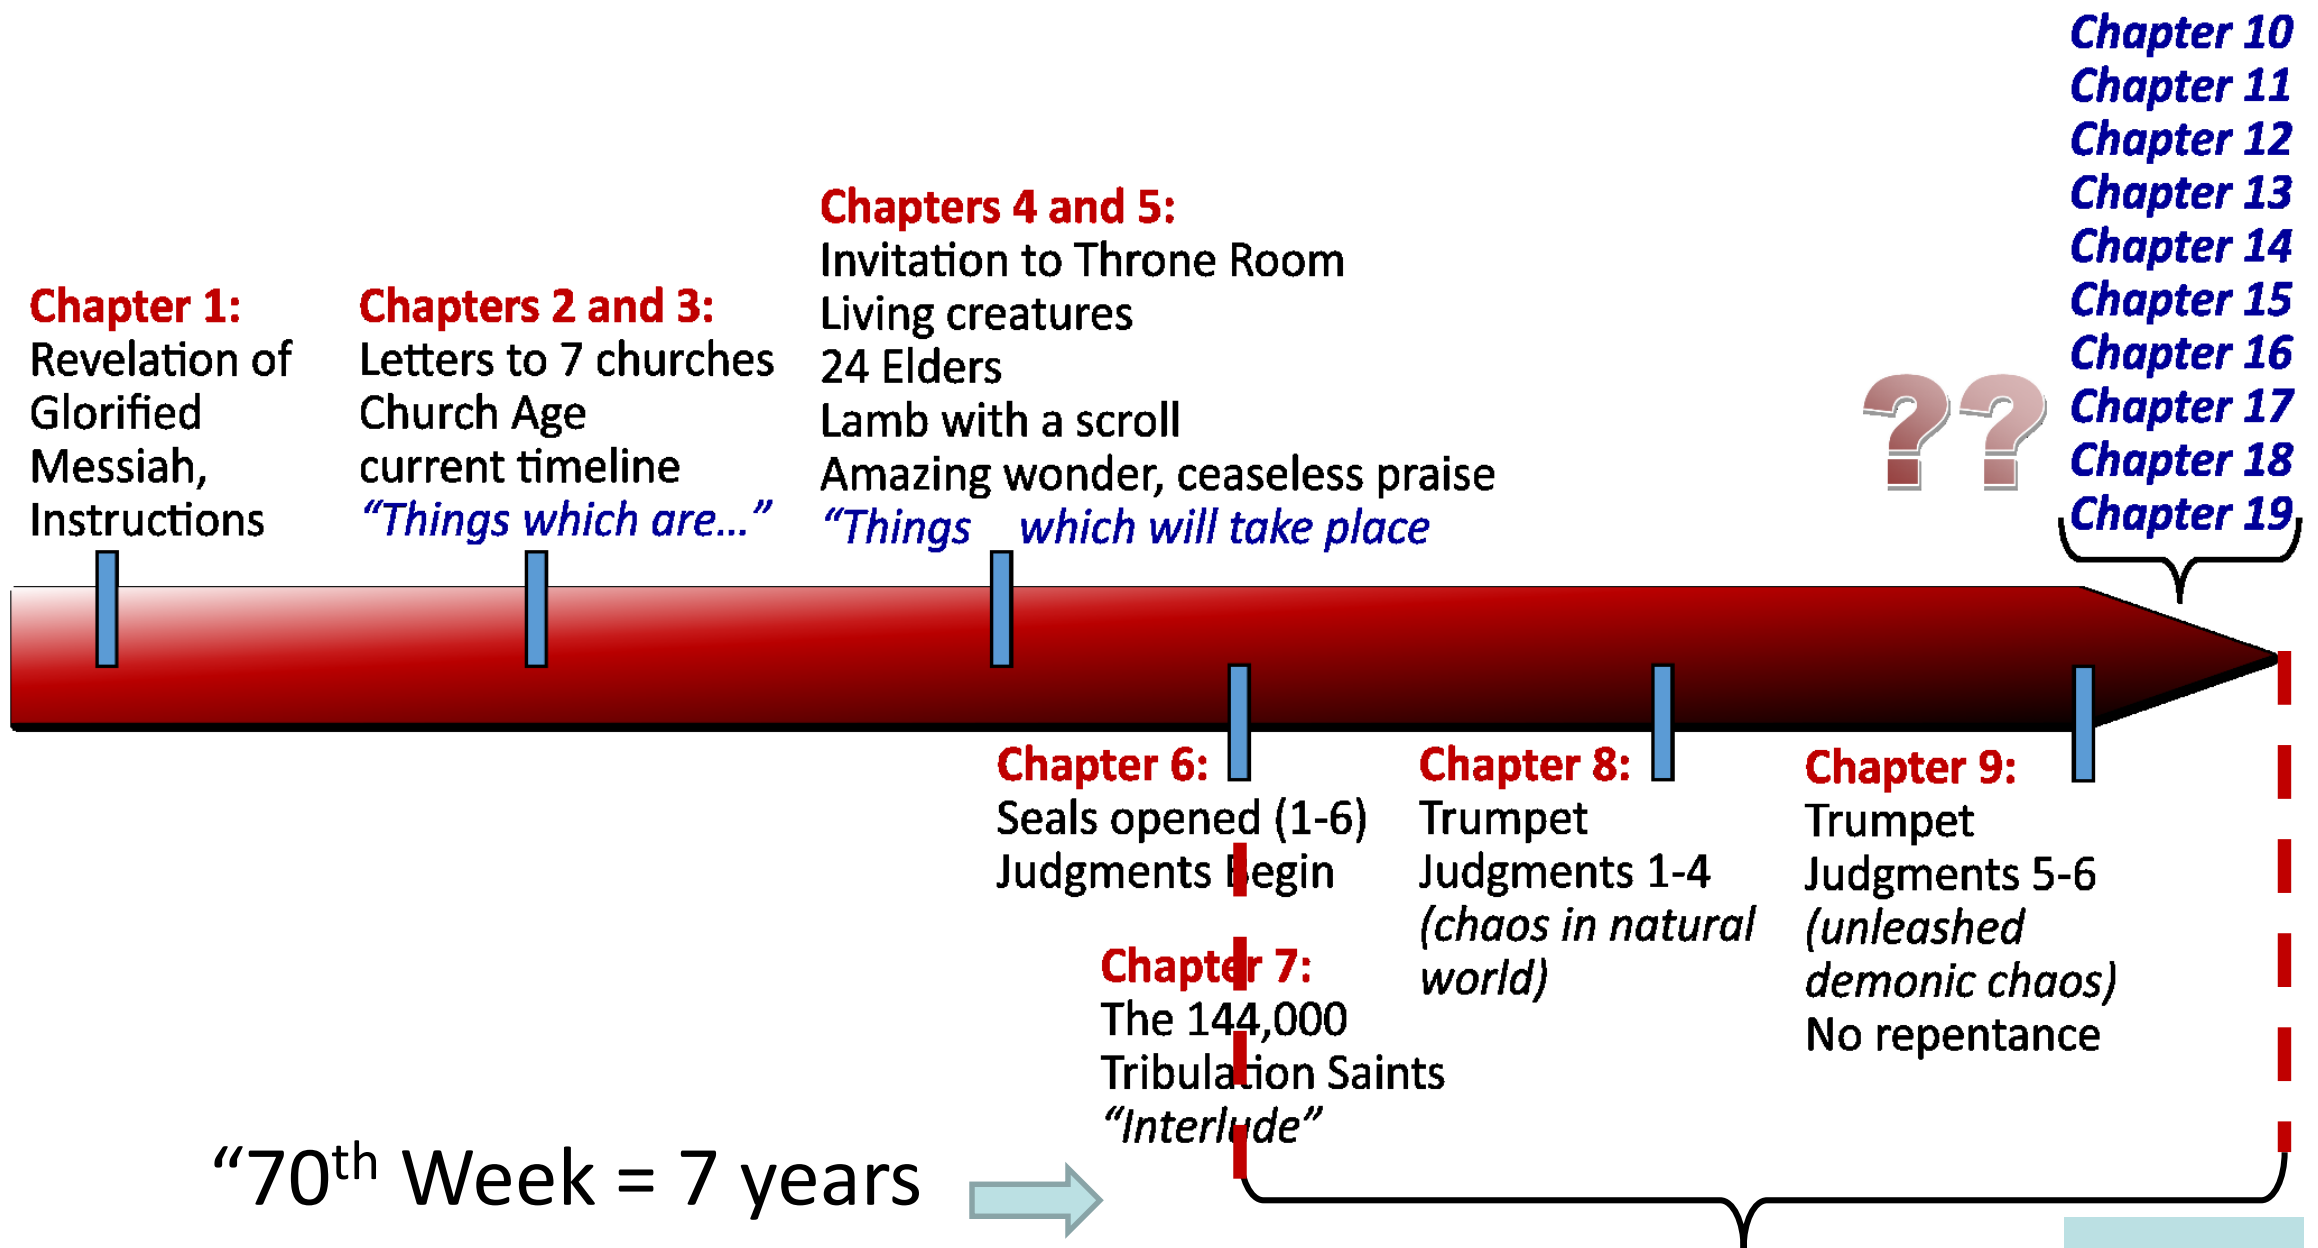 Chapter 10
Chapter 11
Chapter 12
Chapter 13
Chapter 14
Chapter 15
Chapter 16
Chapter 17
Chapter 18
Chapter 19
??
Chapter 1:
Revelation of
Glorified
Messiah,
Instructions
Chapters 2 and 3:
Letters to 7 churches
Church Age
current timeline
“Things which are…”
Chapters 4 and 5:
Invitation to Throne Room
Living creatures
24 Elders
Lamb with a scroll
Amazing wonder, ceaseless praise
“Things which will take place
Chapter 6:
Seals opened (1-6)
Judgments Begin
Chapter 7:
The 144,000
Tribulation Saints
“Interlude”
Chapter 8:
Trumpet
Judgments 1-4
(chaos in natural
world)
Chapter 9:
Trumpet
Judgments 5-6
(unleashed
demonic chaos)
No repentance
“70th Week = 7 years